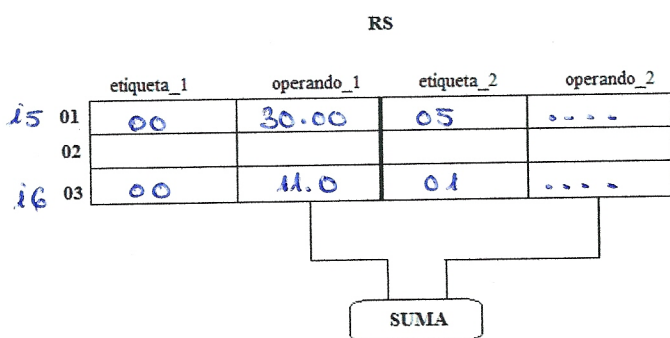 RS
etiqueta_1 operando_1 etiqueta_2 operando_2
i5 01 00 30.00 05 ....
02
i6 03 00 11.0 01 ....
SUMA